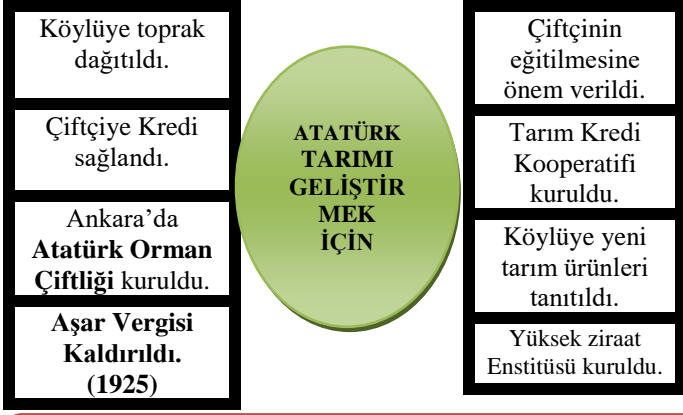 Köylüye toprak
dağıtıldı.
Çiftçiye Kredi
sağlandı.
Ankara’da
Atatürk Orman
Çiftliği kuruldu.
Aşar Vergisi
Kaldırıldı.
(1925)
ATATÜRK
TARIMI
GELİŞTİR
MEK
İÇİN
Çiftçinin
eğitilmesine
önem verildi.
Tarım Kredi
Kooperatifi
kuruldu.
Köylüye yeni
tarım ürünleri
tanıtıldı.
Yüksek ziraat
Enstitüsü kuruldu.